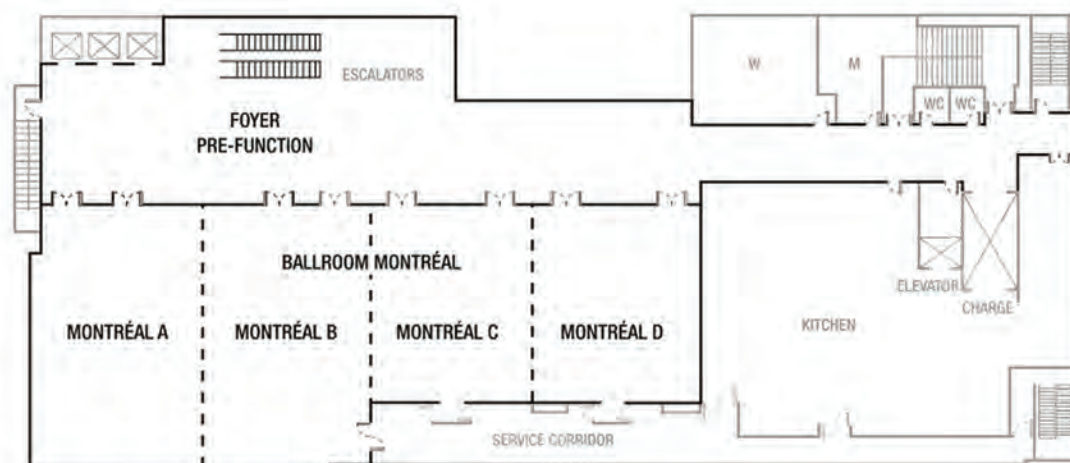 W
M
ESCALATORS
WC WC
FOYER
PRE-FUNCTION
BALLROOM MONTRÉAL
ELEVATOR
CHARGE
MONTRÉAL A
MONTRÉAL B
MONTRÉAL C
MONTRÉAL D
KITCHEN
SERVICE CORRIDOR